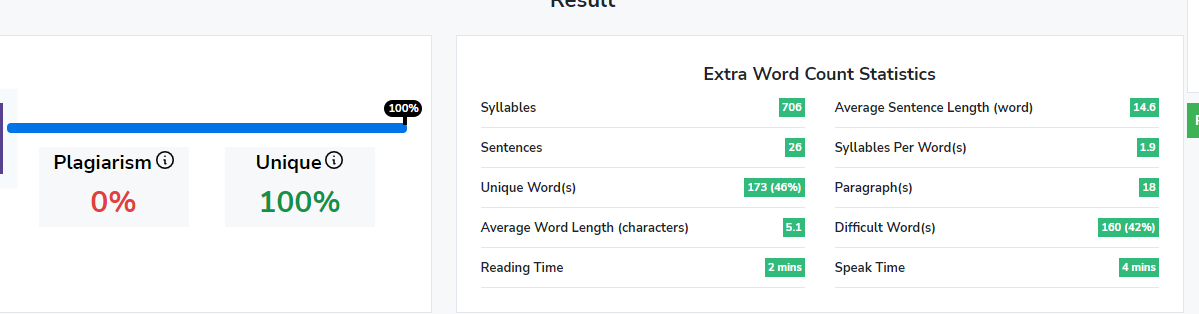 Result
100%
Plagiarism
0%
Unique
100%
Extra Word Count Statistics
Syllables 706
Average Sentence Length (word) 14.6
Sentences 26
Syllables Per Word(s) 1.9
Unique Word(s) 173 (46%)
Paragraph(s) 18
Average Word Length (characters) 5.1
Difficult Word(s) 160 (42%)
Reading Time 2 mins
Speak Time 4 mins